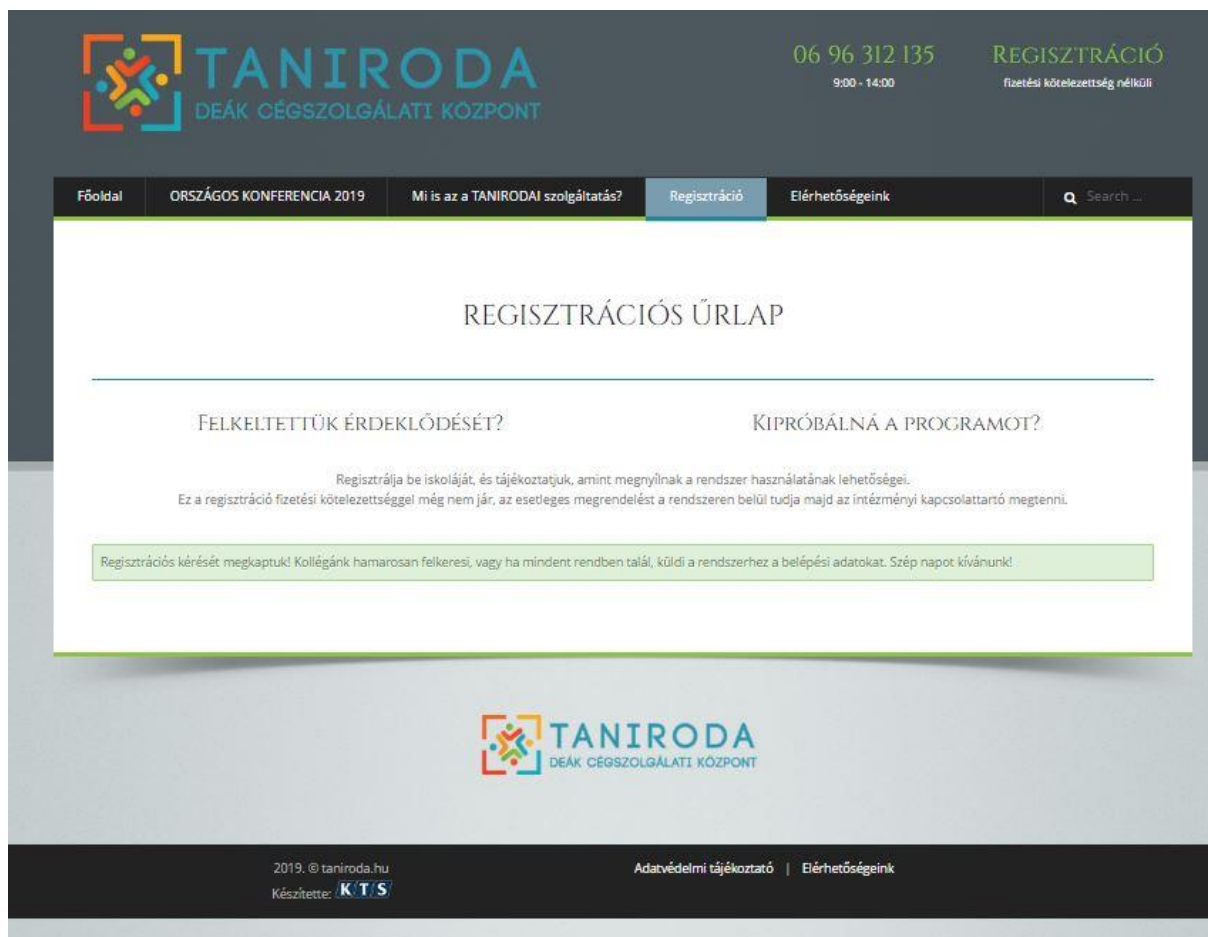 TANIRODA
DEÁK CÉGSZOLGÁLATI KÖZPONT
06 96 312 135
9:00 - 14:00
REGISZTRÁCIÓ
fizetési kötelezettség nélküli
Főoldal
ORSZÁGOS KONFERENCIA 2019
Mi is az a TANIRODAI szolgáltatás?
Regisztráció
Elérhetőségeink
Search ...
REGISZTRÁCIÓS ŰRLAP
FELKELTETTÜK ÉRDEKLŐDÉSÉT?
KIPRÓBÁLNÁ A PROGRAMOT?
Regisztrálja be iskoláját, és tájékoztatjuk, amint megnyílnak a rendszer használatának lehetőségei.
Ez a regisztráció fizetési kötelezettséggel még nem jár, az esetleges megrendelést a rendszeren belül tudja majd az intézményi kapcsolattartó megtenni.
Regisztrációs kérését megkaptuk! Kollégánk hamarosan felkeresi, vagy ha mindent rendben talál, küldi a rendszerhez a belépési adatokat. Szép napot kívánunk!
TANIRODA
DEÁK CÉGSZOLGÁLATI KÖZPONT
2019. © taniroda.hu
Készítette: KTS
Adatvédelmi tájékoztató | Elérhetőségeink